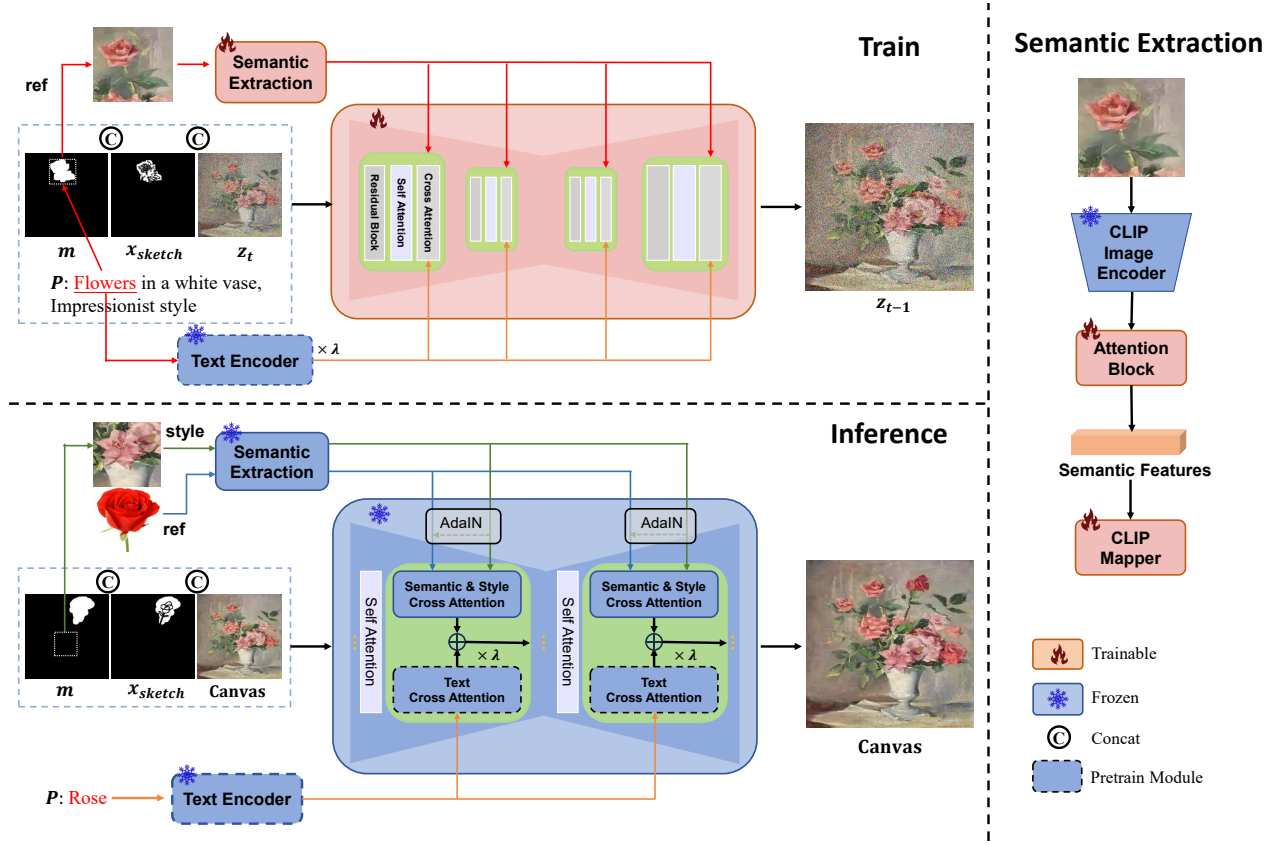 Train
ref
Semantic
Extraction
C
C
Residual Block
Self Attention
Cross Attention
m
x_sketch
z_t
P: Flowers in a white vase,
Impressionist style
z_{t-1}
Text Encoder
× λ
Inference
style
Semantic
Extraction
ref
AdaIN
AdaIN
C
C
Self Attention
Semantic & Style
Cross Attention
× λ
Text
Cross Attention
Self Attention
Semantic & Style
Cross Attention
× λ
Text
Cross Attention
m
x_sketch
Canvas
Canvas
P: Rose
Text Encoder
Semantic Extraction
CLIP
Image
Encoder
Attention
Block
Semantic Features
CLIP
Mapper
Trainable
Frozen
C
Concat
Pretrain Module